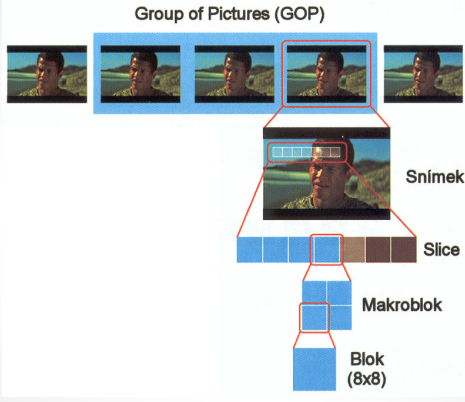 Group of Pictures (GOP)
Snímek
Slice
Makroblok
Blok
(8x8)